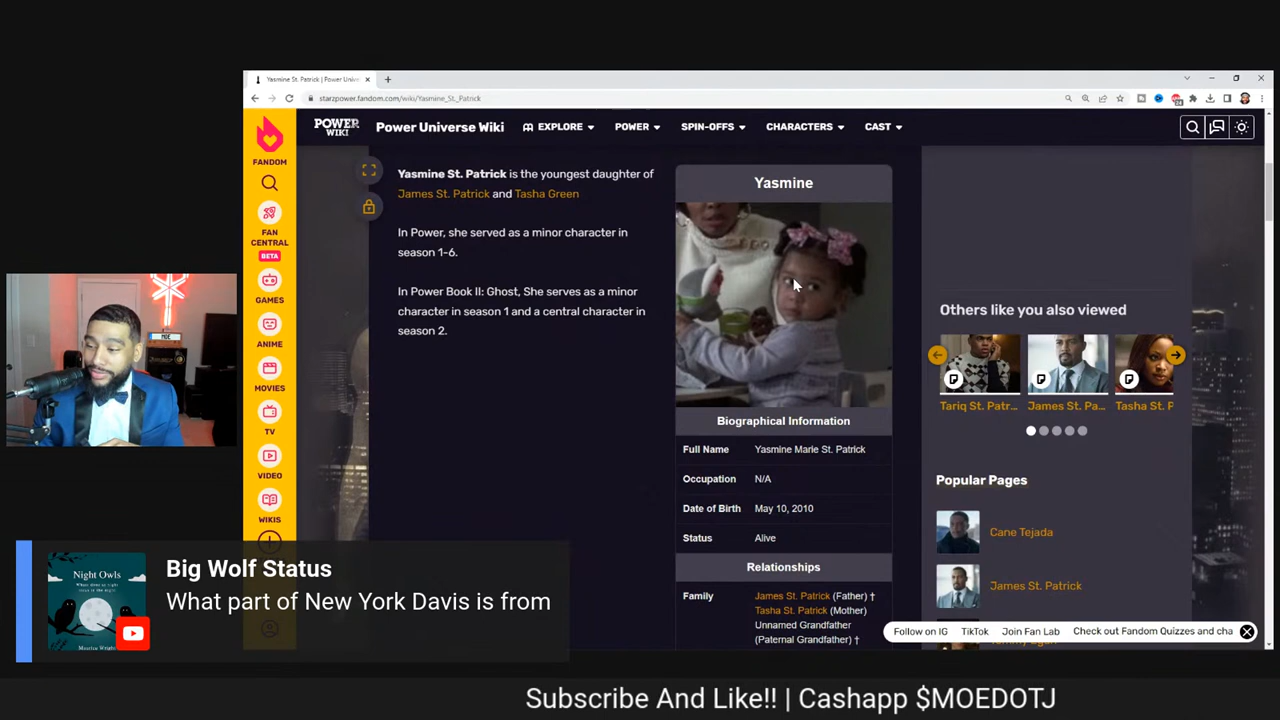 Yasmine St. Patrick | Power Unive
starzpower.fandom.com/wiki/Yasmine_St._Patrick
FANDOM
FAN
CENTRAL
BETA
GAMES
ANIME
MOVIES
TV
VIDEO
WIKIS
POWER
WIKI
Power Universe Wiki
EXPLORE
POWER
SPIN-OFFS
CHARACTERS
CAST
Yasmine St. Patrick is the youngest daughter of
James St. Patrick and Tasha Green
In Power, she served as a minor character in
season 1-6.
In Power Book II: Ghost, She serves as a minor
character in season 1 and a central character in
season 2.
Yasmine
Biographical Information
Full Name Yasmine Marie St. Patrick
Occupation N/A
Date of Birth May 10, 2010
Status Alive
Relationships
Family James St. Patrick (Father) †
Tasha St. Patrick (Mother)
Unnamed Grandfather
(Paternal Grandfather) †
Others like you also viewed
Tariq St. Patr...
James St. Pa...
Tasha St. P
Popular Pages
Cane Tejada
James St. Patrick
Follow on IG TikTok Join Fan Lab Check out Fandom Quizzes and cha
MOE
Night Owls
Maurice Wright
Big Wolf Status
What part of New York Davis is from
Subscribe And Like!! | Cashapp $MOEDOTJ